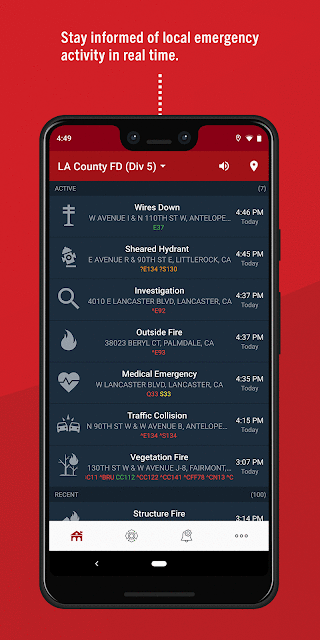 Stay informed of local emergency
activity in real time.
4:49
LA County FD (Div 5)
ACTIVE (7)
Wires Down
W AVENUE I & N 110TH ST W, ANTELOPE... 4:46 PM
E37 Today
Sheared Hydrant
E AVENUE R & 90TH ST E, LITTLEROCK, CA 4:45 PM
?E134 ?S130 Today
Investigation
4010 E LANCASTER BLVD, LANCASTER, CA 4:37 PM
*E92 Today
Outside Fire
38023 BERYL CT, PALMDALE, CA 4:37 PM
*E93 Today
Medical Emergency
W LANCASTER BLVD, LANCASTER, CA 4:35 PM
Q33 S33 Today
Traffic Collision
N 90TH ST W & W AVENUE B, ANTELOPE... 4:15 PM
*E134 *S134 Today
Vegetation Fire
130TH ST W & W AVENUE J-8, FAIRMONT,... 3:07 PM
CC112 *CC122 *CC141 *CFF78 *CN13 Today
RECENT (100)
Structure Fire
3:14 PM